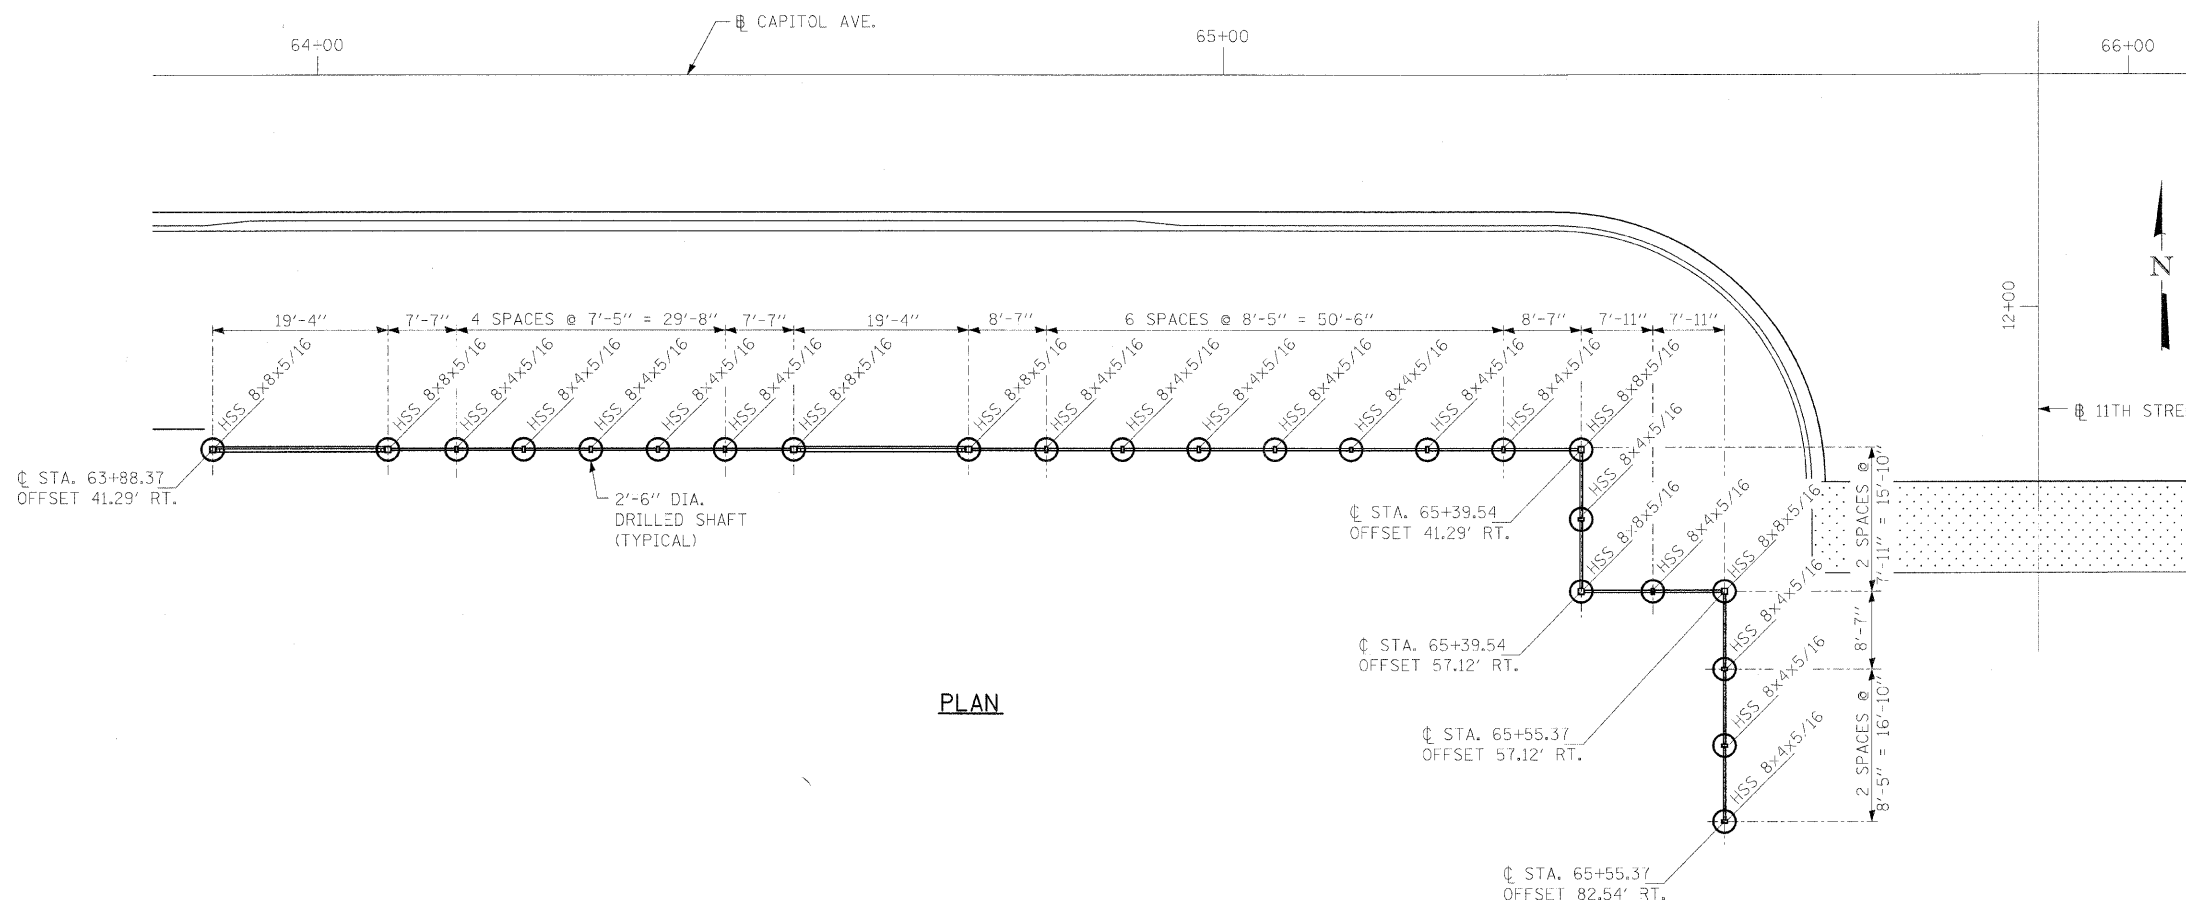 ℄ CAPITOL AVE.
64+00
65+00
66+00
N
12+00
19'-4"
7'-7"
4 SPACES @ 7'-5" = 29'-8"
7'-7"
19'-4"
8'-7"
6 SPACES @ 8'-5" = 50'-6"
8'-7"
7'-11"
7'-11"
HSS 8x8x5/16
HSS 8x8x5/16
HSS 8x4x5/16
HSS 8x4x5/16
HSS 8x4x5/16
HSS 8x4x5/16
HSS 8x4x5/16
HSS 8x8x5/16
HSS 8x8x5/16
HSS 8x4x5/16
HSS 8x4x5/16
HSS 8x4x5/16
HSS 8x4x5/16
HSS 8x4x5/16
HSS 8x4x5/16
HSS 8x4x5/16
HSS 8x8x5/16
℄ 11TH STRE
℄ STA. 63+88.37
OFFSET 41.29' RT.
2'-6" DIA.
DRILLED SHAFT
(TYPICAL)
℄ STA. 65+39.54
OFFSET 41.29' RT.
HSS 8x4x5/16
HSS 8x8x5/16
HSS 8x4x5/16
HSS 8x8x5/16
2 SPACES @
7'-11" = 15'-10"
℄ STA. 65+39.54
OFFSET 57.12' RT.
HSS 8x4x5/16
8'-7"
HSS 8x4x5/16
HSS 8x4x5/16
2 SPACES @
8'-5" = 16'-10"
PLAN
℄ STA. 65+55.37
OFFSET 57.12' RT.
℄ STA. 65+55.37
OFFSET 82.54' RT.